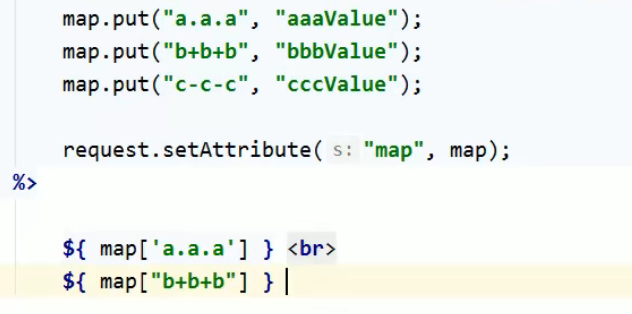 map.put("a.a.a", "aaaValue");
map.put("b+b+b", "bbbValue");
map.put("c-c-c", "cccValue");
request.setAttribute( s: "map", map);
%>
${ map['a.a.a'] } <br>
${ map["b+b+b"] }